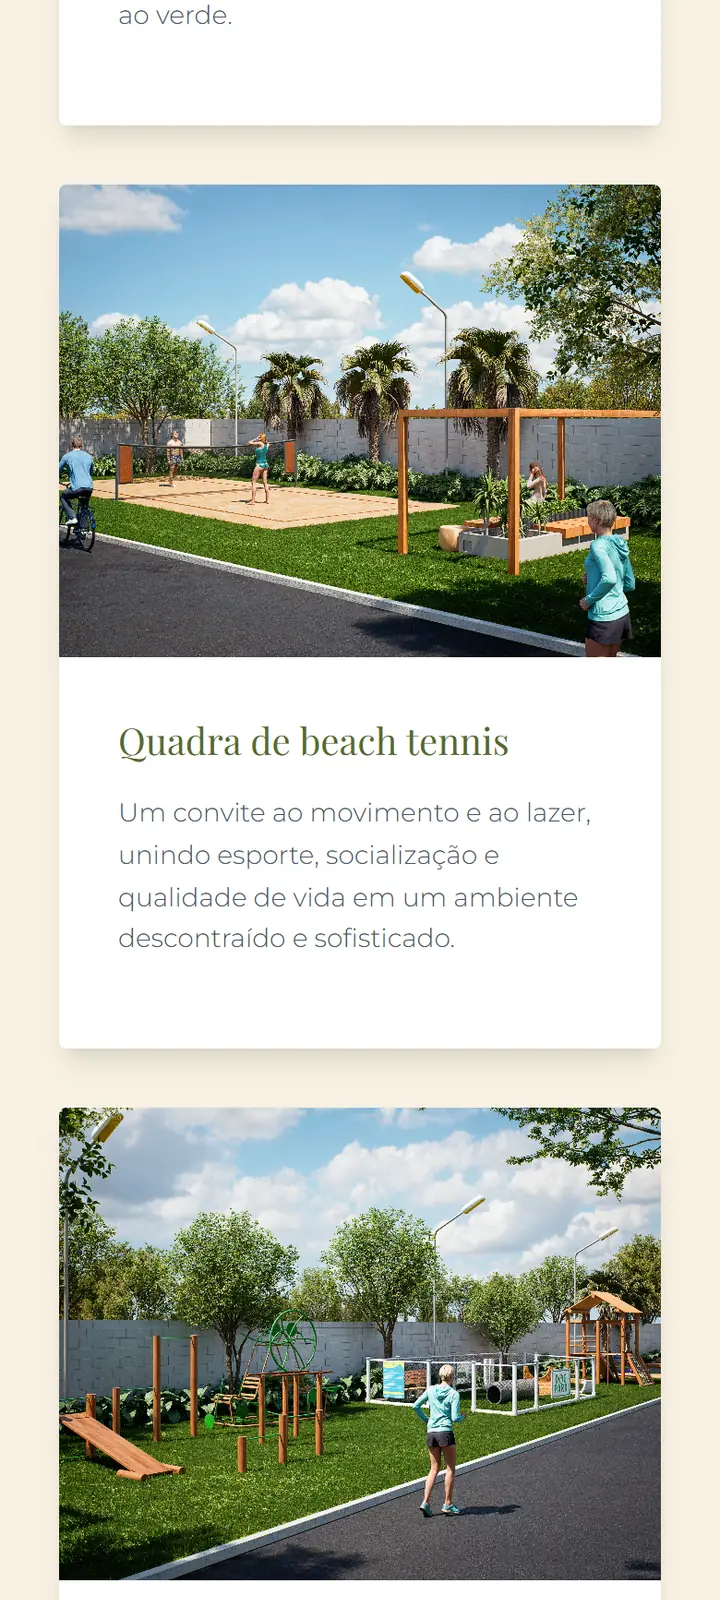 ao verde.
Quadra de beach tennis
Um convite ao movimento e ao lazer,
unindo esporte, socialização e
qualidade de vida em um ambiente
descontraído e sofisticado.
PARK